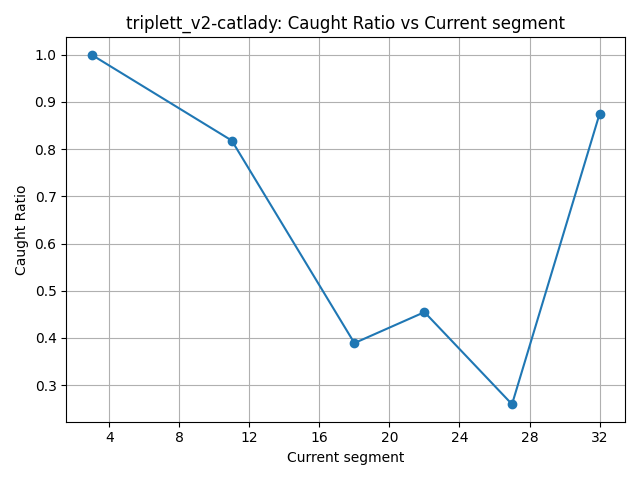 triplett_v2-catlady: Caught Ratio vs Current segment
1.0
0.9
0.8
0.7
0.6
0.5
0.4
0.3
Caught Ratio
4 8 12 16 20 24 28 32
Current segment